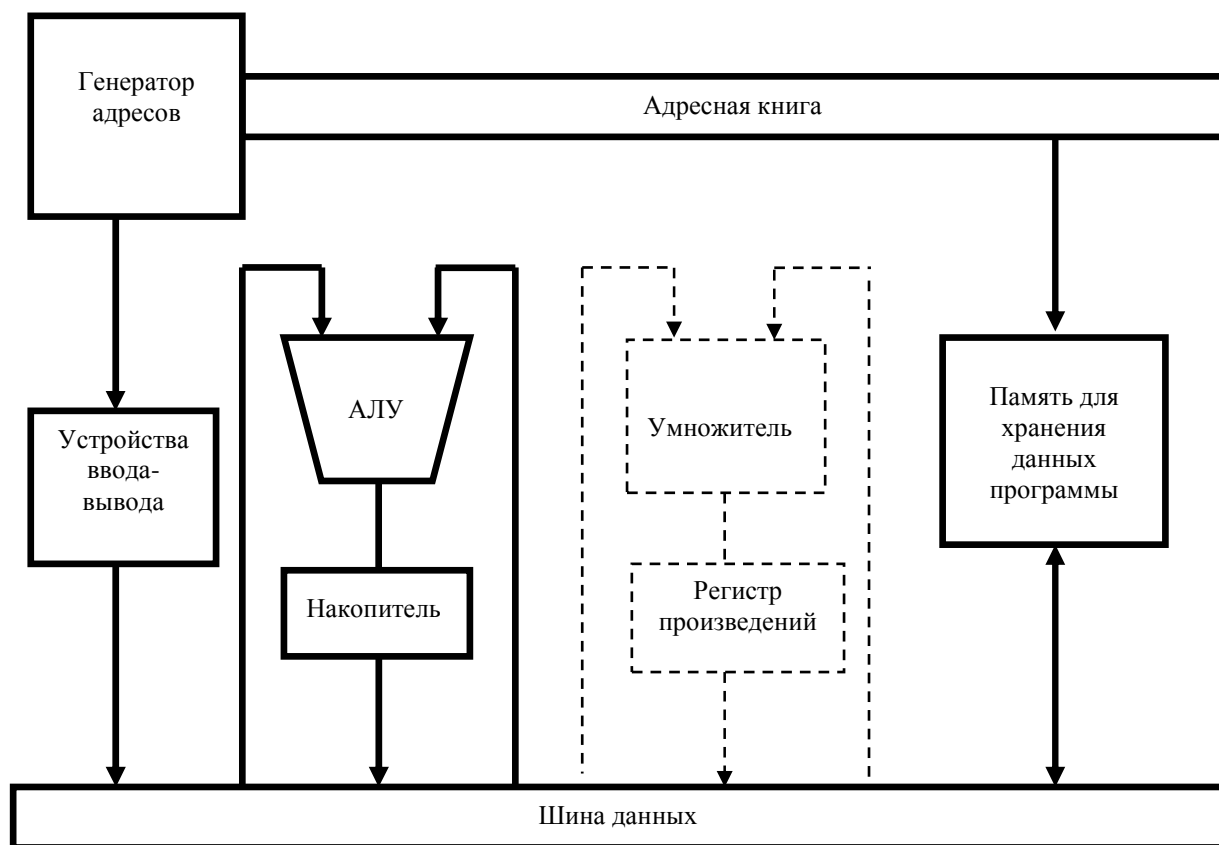 Генератор
адресов
Адресная книга
АЛУ
Умножитель
Память для
хранения
данных
программы
Устройства
ввода-
вывода
Накопитель
Регистр
произведений
Шина данных